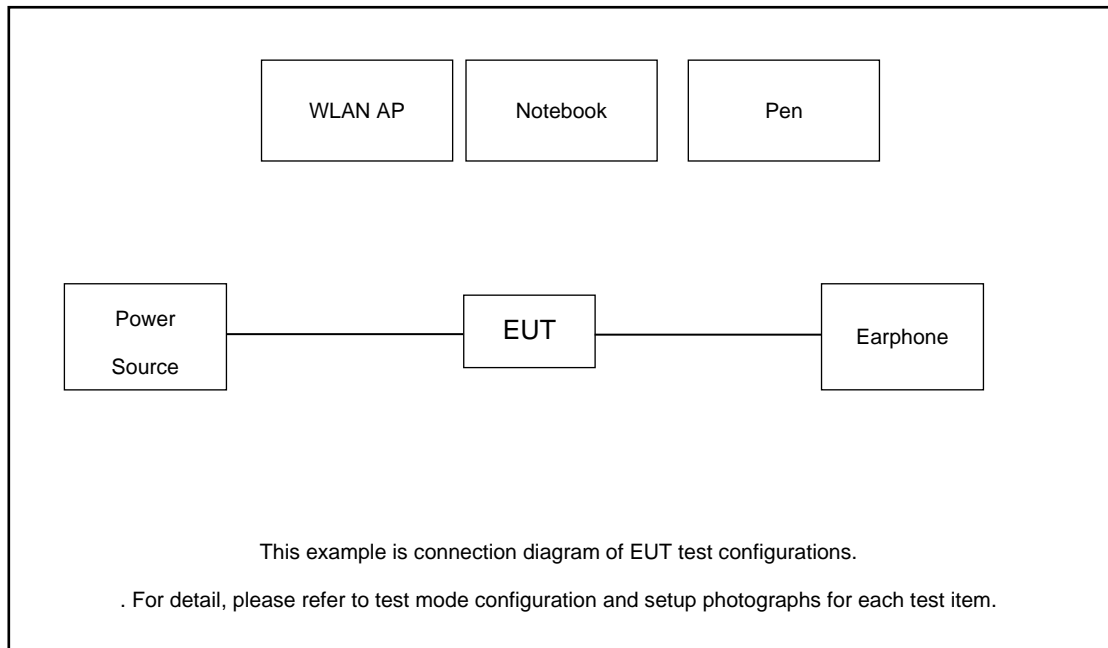 WLAN AP
Notebook
Pen
Power
Source
EUT
Earphone
This example is connection diagram of EUT test configurations.
. For detail, please refer to test mode configuration and setup photographs for each test item.